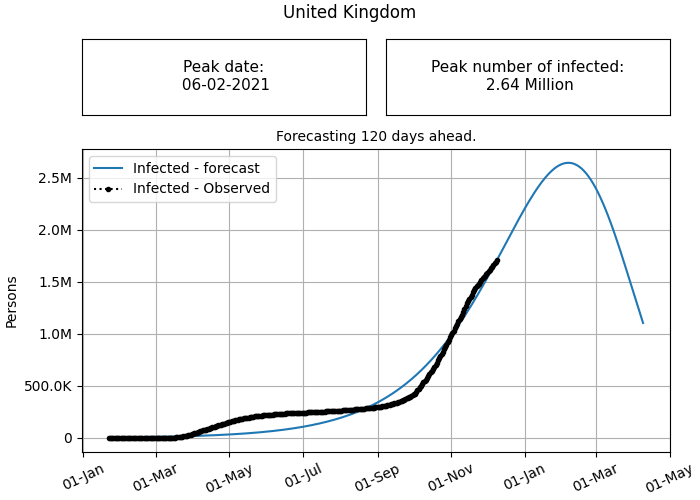 United Kingdom
Peak date:
06-02-2021
Peak number of infected:
2.64 Million
Forecasting 120 days ahead.
Infected - forecast
Infected - Observed
2.5M
2.0M
1.5M
1.0M
500.0K
0
Persons
01-Jan 01-Mar 01-May 01-Jul 01-Sep 01-Nov 01-Jan 01-Mar 01-May